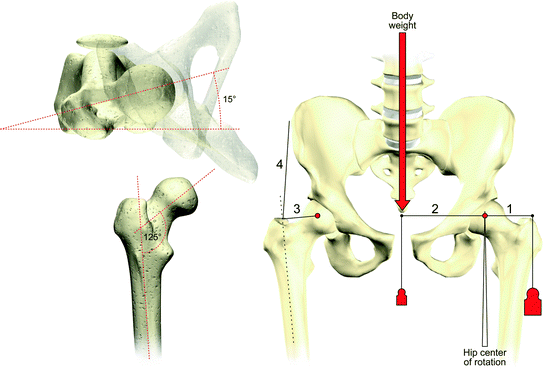 Body
weight
15°
4
3
2
1
125°
Hip center
of rotation